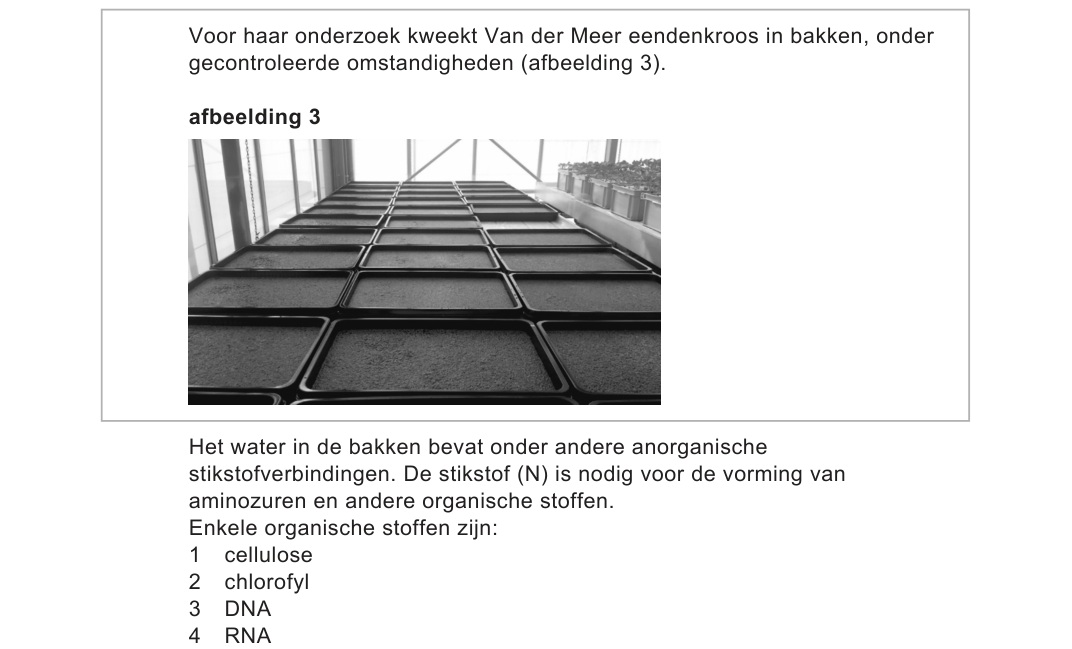 Voor haar onderzoek kweekt Van der Meer eendenkroos in bakken, onder
gecontroleerde omstandigheden (afbeelding 3).
afbeelding 3
Het water in de bakken bevat onder andere anorganische
stikstofverbindingen. De stikstof (N) is nodig voor de vorming van
aminozuren en andere organische stoffen.
Enkele organische stoffen zijn:
1 cellulose
2 chlorofyl
3 DNA
4 RNA